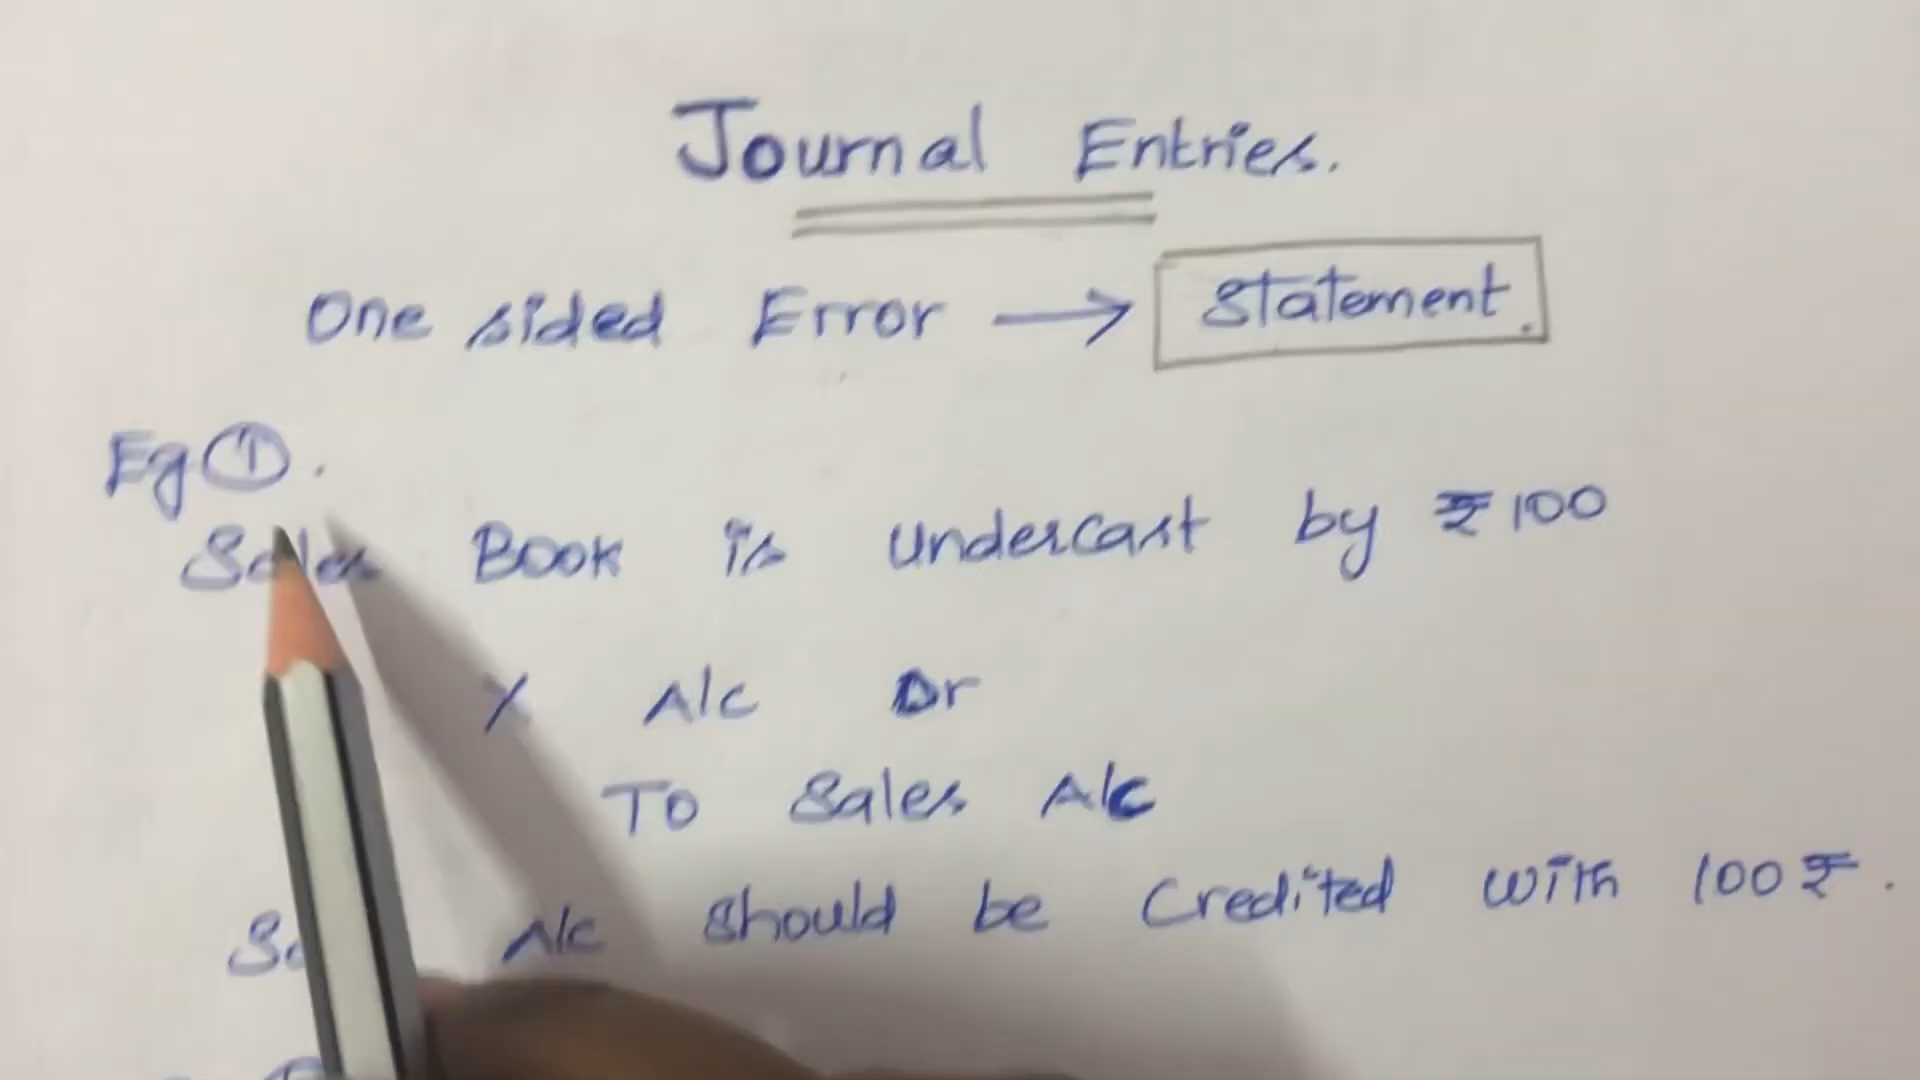 Journal Entries.
One sided Error → Statement.
Eg ①.
Sales Book is undercast by ₹ 100
X A/c Dr
To Sales A/c
A/c should be credited with 100 ₹.